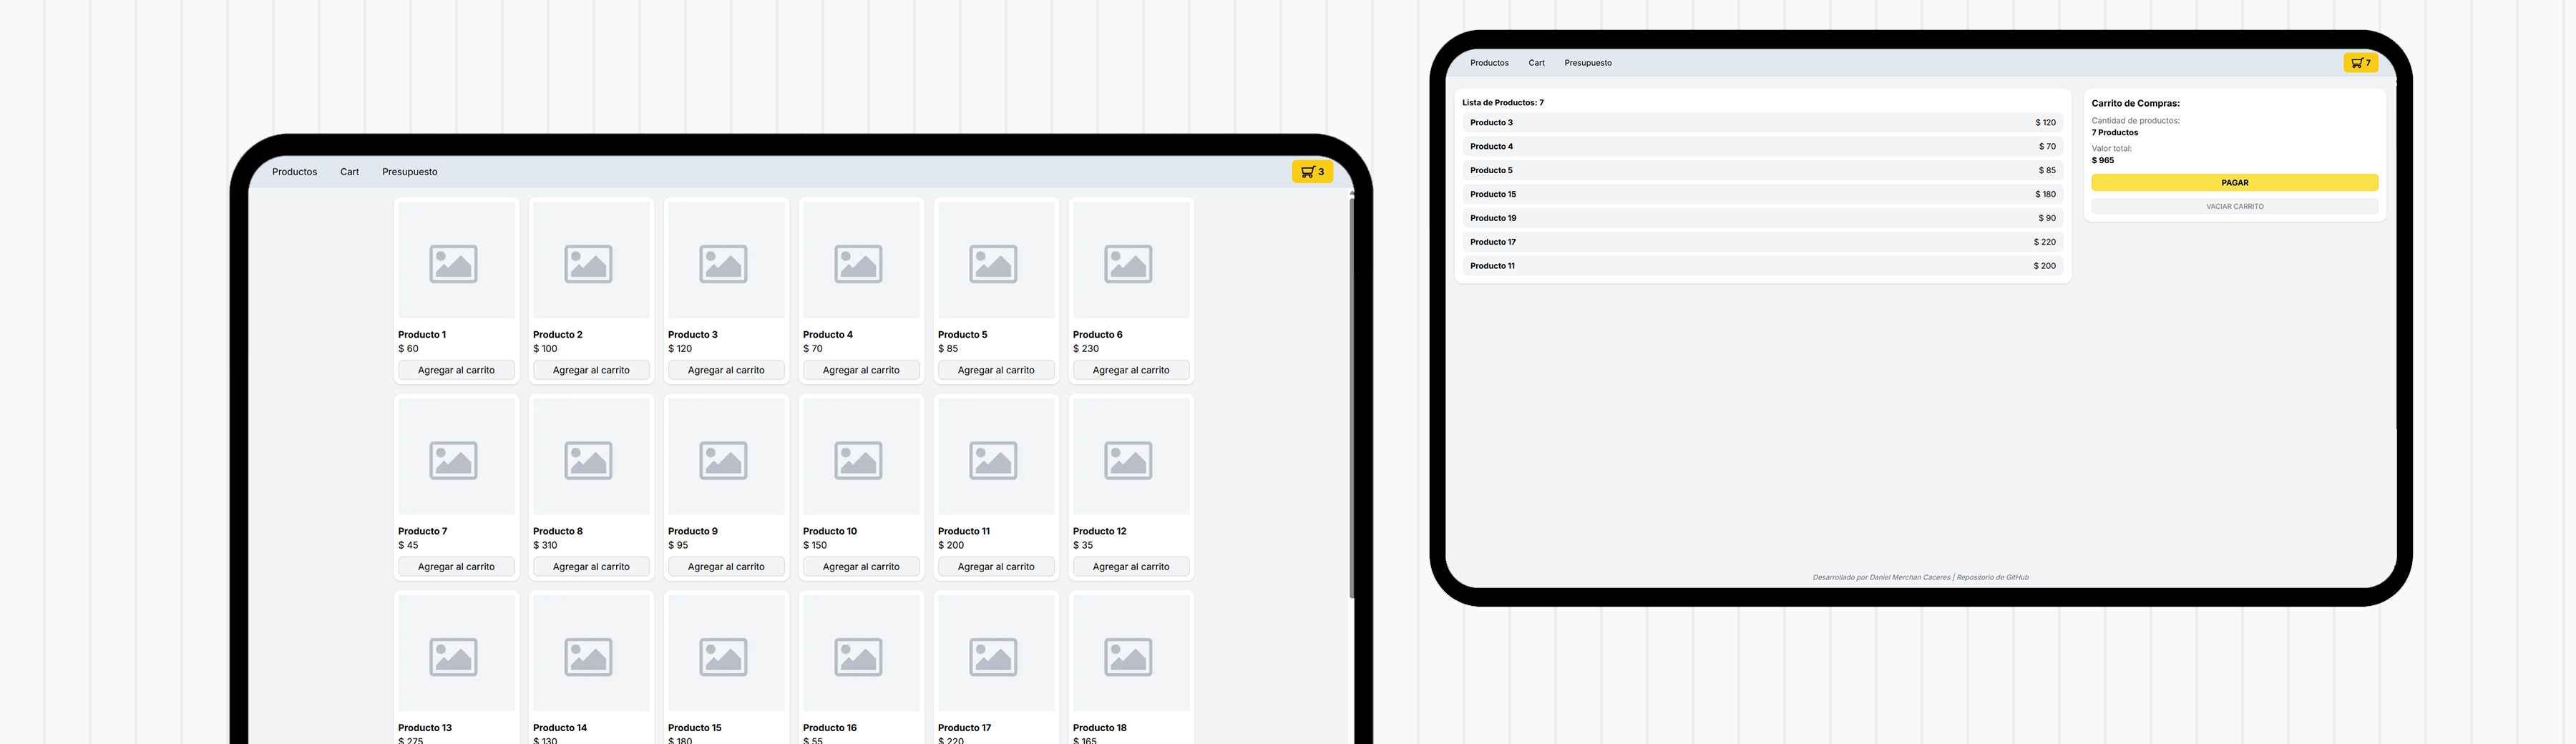 Productos Cart Presupuesto 3
Producto 1 Producto 2 Producto 3 Producto 4 Producto 5 Producto 6
$ 60 $ 100 $ 120 $ 70 $ 85 $ 230
Agregar al carrito Agregar al carrito Agregar al carrito Agregar al carrito Agregar al carrito Agregar al carrito
Producto 7 Producto 8 Producto 9 Producto 10 Producto 11 Producto 12
$ 45 $ 310 $ 95 $ 150 $ 200 $ 35
Agregar al carrito Agregar al carrito Agregar al carrito Agregar al carrito Agregar al carrito Agregar al carrito
Producto 13 Producto 14 Producto 15 Producto 16 Producto 17 Producto 18
$ 275 $ 130 $ 180 $ 55 $ 220 $ 165
Productos Cart Presupuesto 7
Lista de Productos: 7
Producto 3 $ 120
Producto 4 $ 70
Producto 5 $ 85
Producto 15 $ 180
Producto 19 $ 90
Producto 17 $ 220
Producto 11 $ 200
Carrito de Compras:
Cantidad de productos:
7 Productos
Valor total:
$ 965
PAGAR
VACIAR CARRITO
Desarrollado por Daniel Merchan Caceres | Repositorio de GitHub